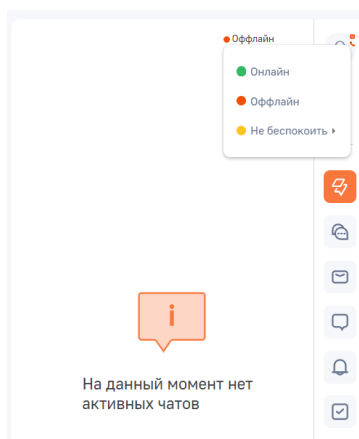 Оффлайн
Онлайн
Оффлайн
Не беспокоить
i
На данный момент нет
активных чатов